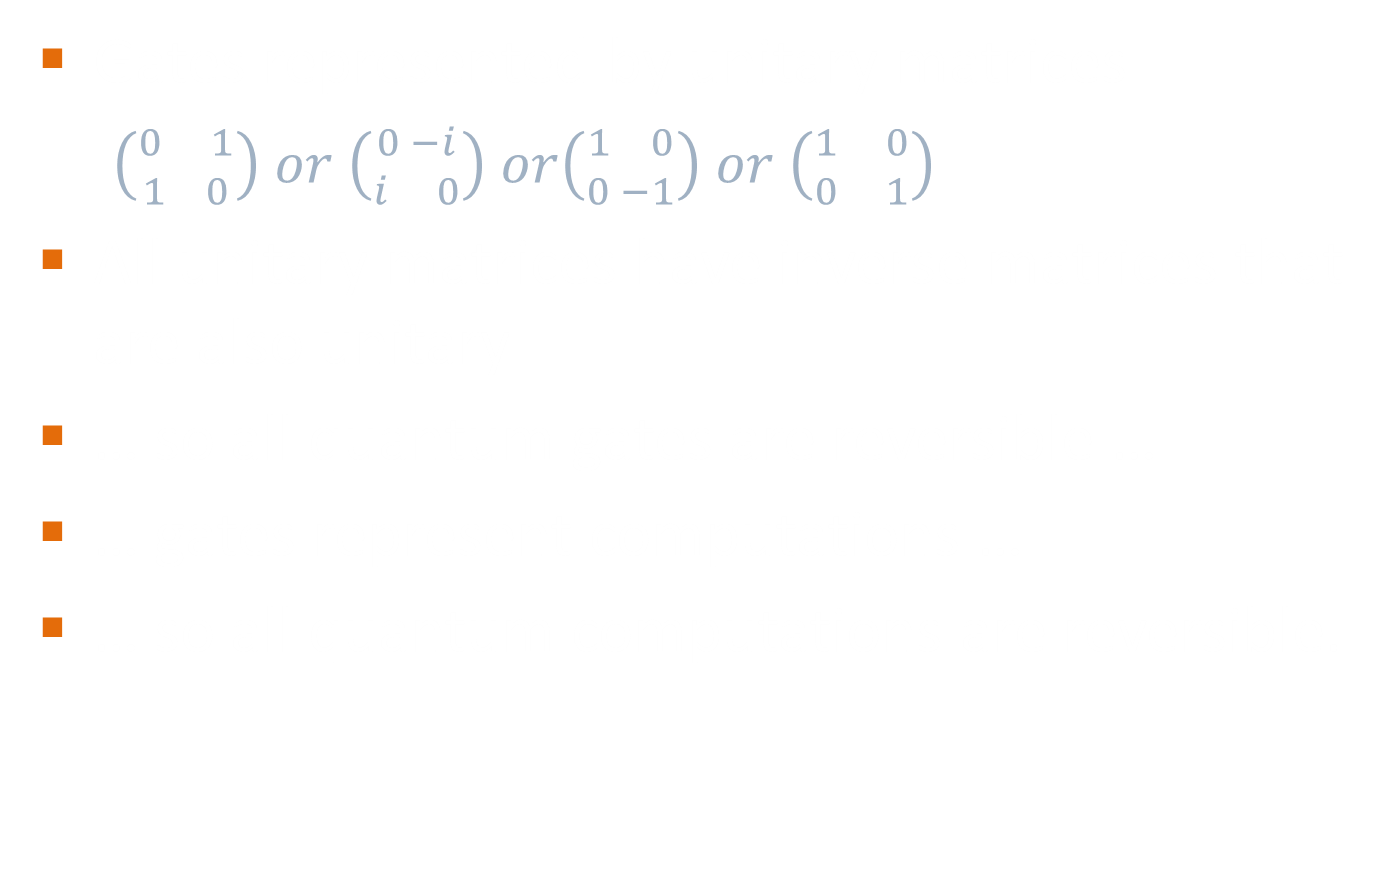 (0 1
1 0) or (0 −i
i 0) or (1 0
0 −1) or (1 0
0 1)